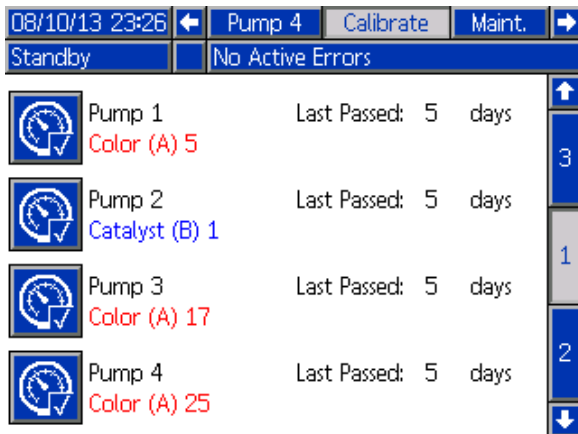 08/10/13 23:26 Pump 4 Calibrate Maint.
Standby No Active Errors
Pump 1 Last Passed: 5 days
Color (A) 5
3
Pump 2 Last Passed: 5 days
Catalyst (B) 1
1
Pump 3 Last Passed: 5 days
Color (A) 17
2
Pump 4 Last Passed: 5 days
Color (A) 25